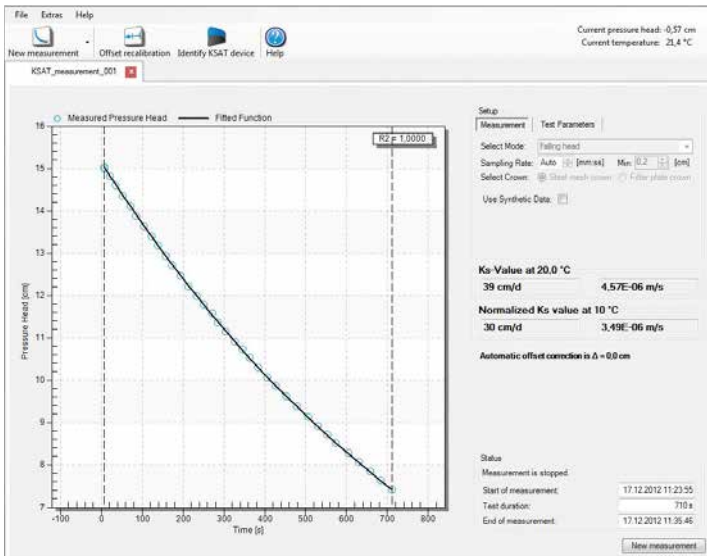 File Extras Help
New measurement Offset recalibration Identify KSAT device Help
Current pressure head: -0,57 cm
Current temperature: 21,4 °C
KSAT_measurement_001
Measured Pressure Head Fitted Function
R2 = 1,0000
16
15
14
13
12
11
10
9
8
7
Pressure Head [cm]
-100 0 100 200 300 400 500 600 700 800
Time [s]
Setup
Measurement Test Parameters
Select Mode: Falling head
Sampling Rate: Auto [mm:ss] Min: 0.2 [cm]
Select Crown: Steel mesh crown Filter plate crown
Use Synthetic Data:
Ks-Value at 20,0 °C
39 cm/d 4,57E-06 m/s
Normalized Ks value at 10 °C
30 cm/d 3,49E-06 m/s
Automatic offset correction is Δ = 0,0 cm
Status
Measurement is stopped.
Start of measurement: 17.12.2012 11:23:55
Test duration: 710 s
End of measurement: 17.12.2012 11:35:46
New measurement